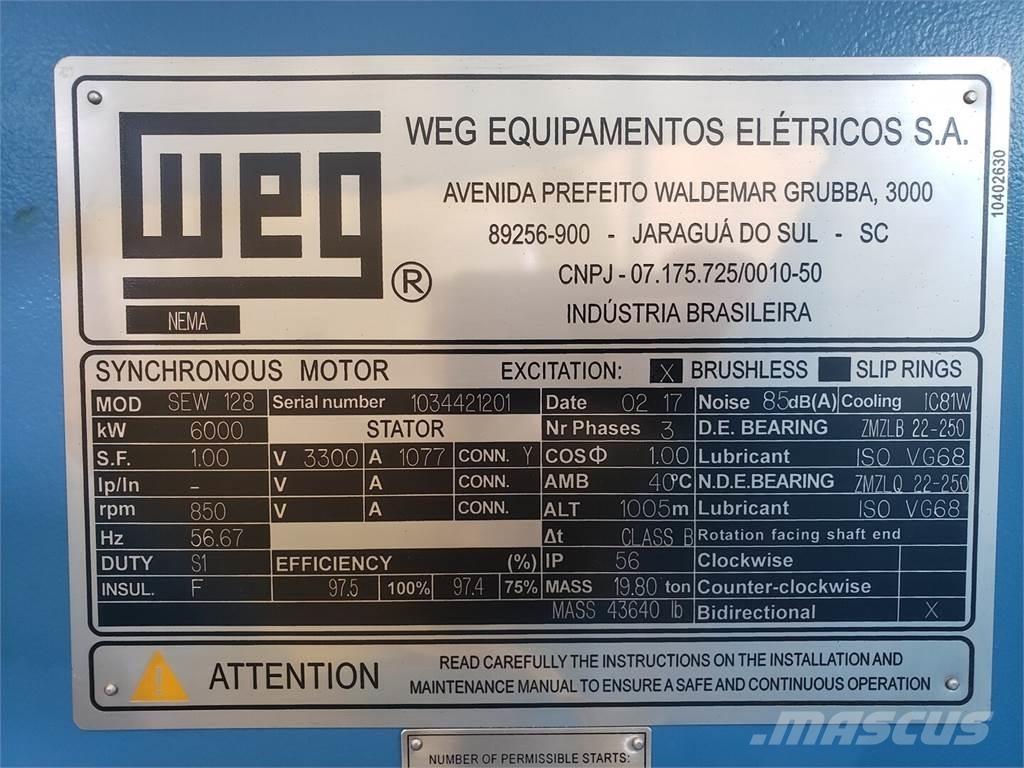 weg ®
NEMA
WEG EQUIPAMENTOS ELÉTRICOS S.A.
AVENIDA PREFEITO WALDEMAR GRUBBA, 3000
89256-900 - JARAGUÁ DO SUL - SC
CNPJ - 07.175.725/0010-50
INDÚSTRIA BRASILEIRA
10402630
SYNCHRONOUS MOTOR EXCITATION: X BRUSHLESS SLIP RINGS
MOD SEW 128 Serial number 1034421201 Date 02 17 Noise 85dB(A) Cooling IC81W
kW 6000 STATOR Nr Phases 3 D.E. BEARING ZMZLB 22-250
S.F. 1.00 V 3300 A 1077 CONN. Y COSΦ 1.00 Lubricant ISO VG68
Ip/In - V A CONN. AMB 40°C N.D.E.BEARING ZMZLQ 22-250
rpm 850 V A CONN. ALT 1005m Lubricant ISO VG68
Hz 56.67 Δt CLASS B Rotation facing shaft end
DUTY S1 EFFICIENCY (%) IP 56 Clockwise
INSUL. F 97.5 100% 97.4 75% MASS 19.80 ton Counter-clockwise
MASS 43640 lb Bidirectional X
ATTENTION
READ CAREFULLY THE INSTRUCTIONS ON THE INSTALLATION AND
MAINTENANCE MANUAL TO ENSURE A SAFE AND CONTINUOUS OPERATION
NUMBER OF PERMISSIBLE STARTS:
mascus